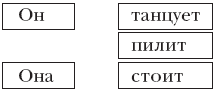 Он танцует
пилит
Она стоит